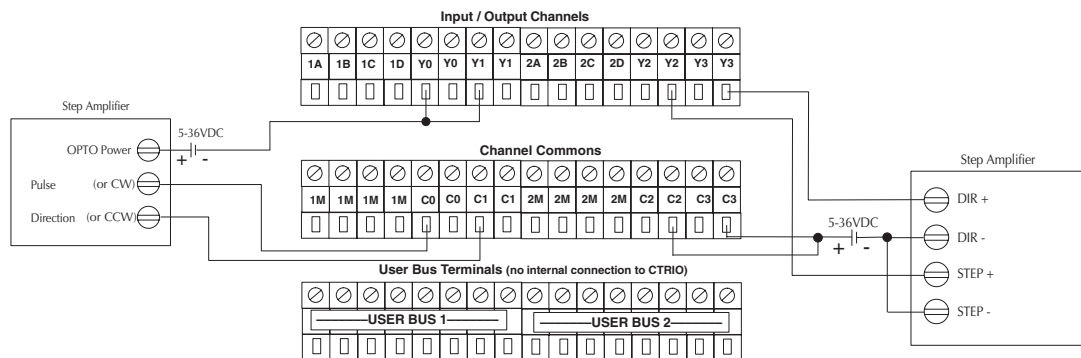 Input / Output Channels
1A 1B 1C 1D Y0 Y0 Y1 Y1 2A 2B 2C 2D Y2 Y2 Y3 Y3
Step Amplifier
OPTO Power
5-36VDC
+ -
Pulse (or CW)
Direction (or CCW)
Channel Commons
1M 1M 1M 1M C0 C0 C1 C1 2M 2M 2M 2M C2 C2 C3 C3
Step Amplifier
DIR +
5-36VDC
+ -
DIR -
STEP +
STEP -
User Bus Terminals (no internal connection to CTRIO)
USER BUS 1 USER BUS 2